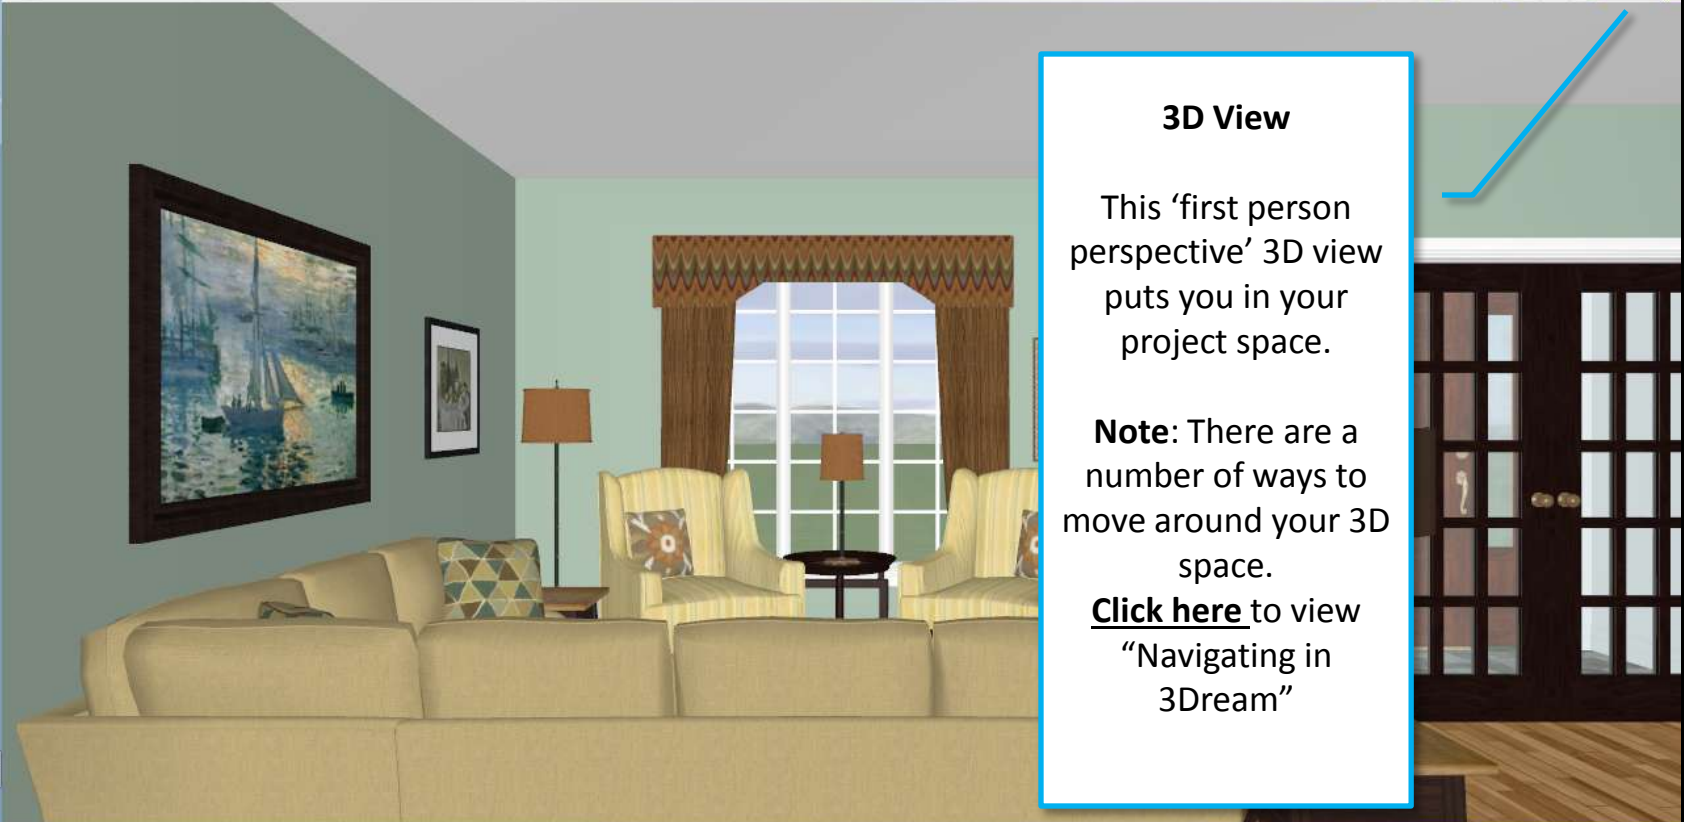 3D View
This ‘first person
perspective’ 3D view
puts you in your
project space.
Note: There are a
number of ways to
move around your 3D
space.
Click here to view
“Navigating in
3Dream”